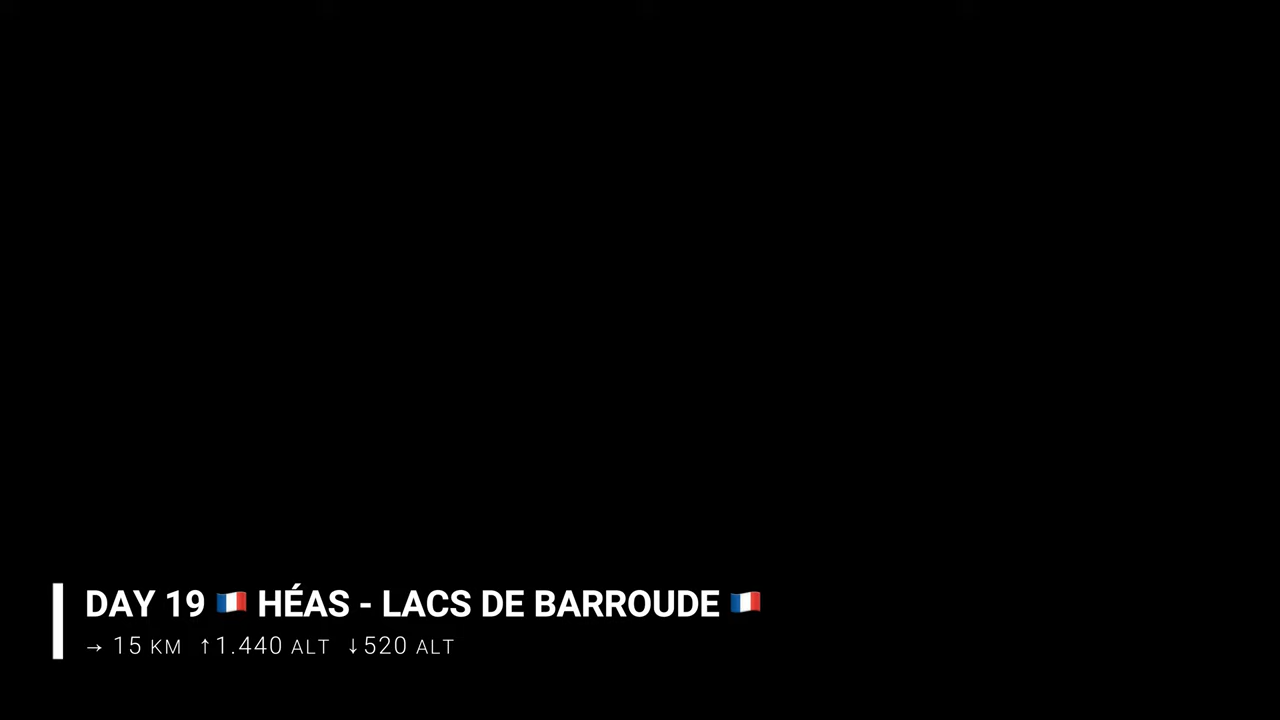 DAY 19 🇫🇷 HÉAS - LACS DE BARROUDE 🇫🇷
→ 15 KM ↑1.440 ALT ↓520 ALT